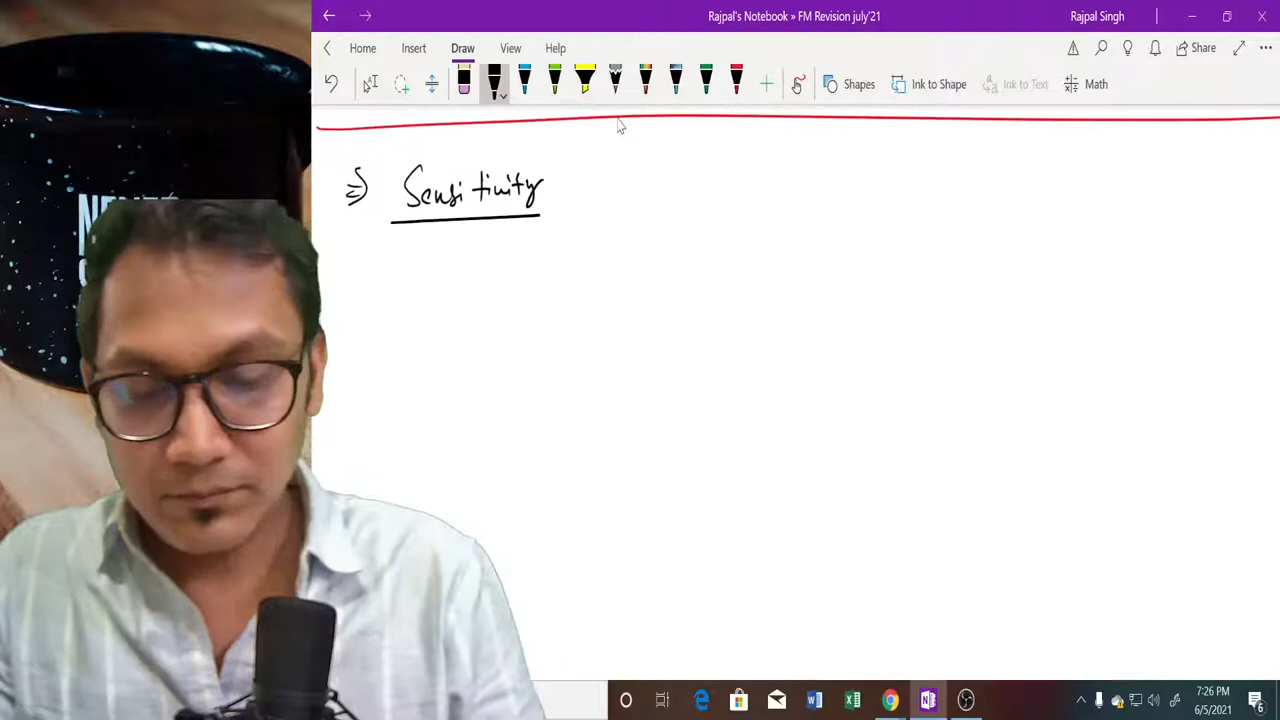 Rajpal's Notebook » FM Revision july'21
Rajpal Singh
Home Insert Draw View Help
Share
Shapes Ink to Shape Ink to Text Math
⇒ Sensitivity
7:26 PM
6/5/2021
6